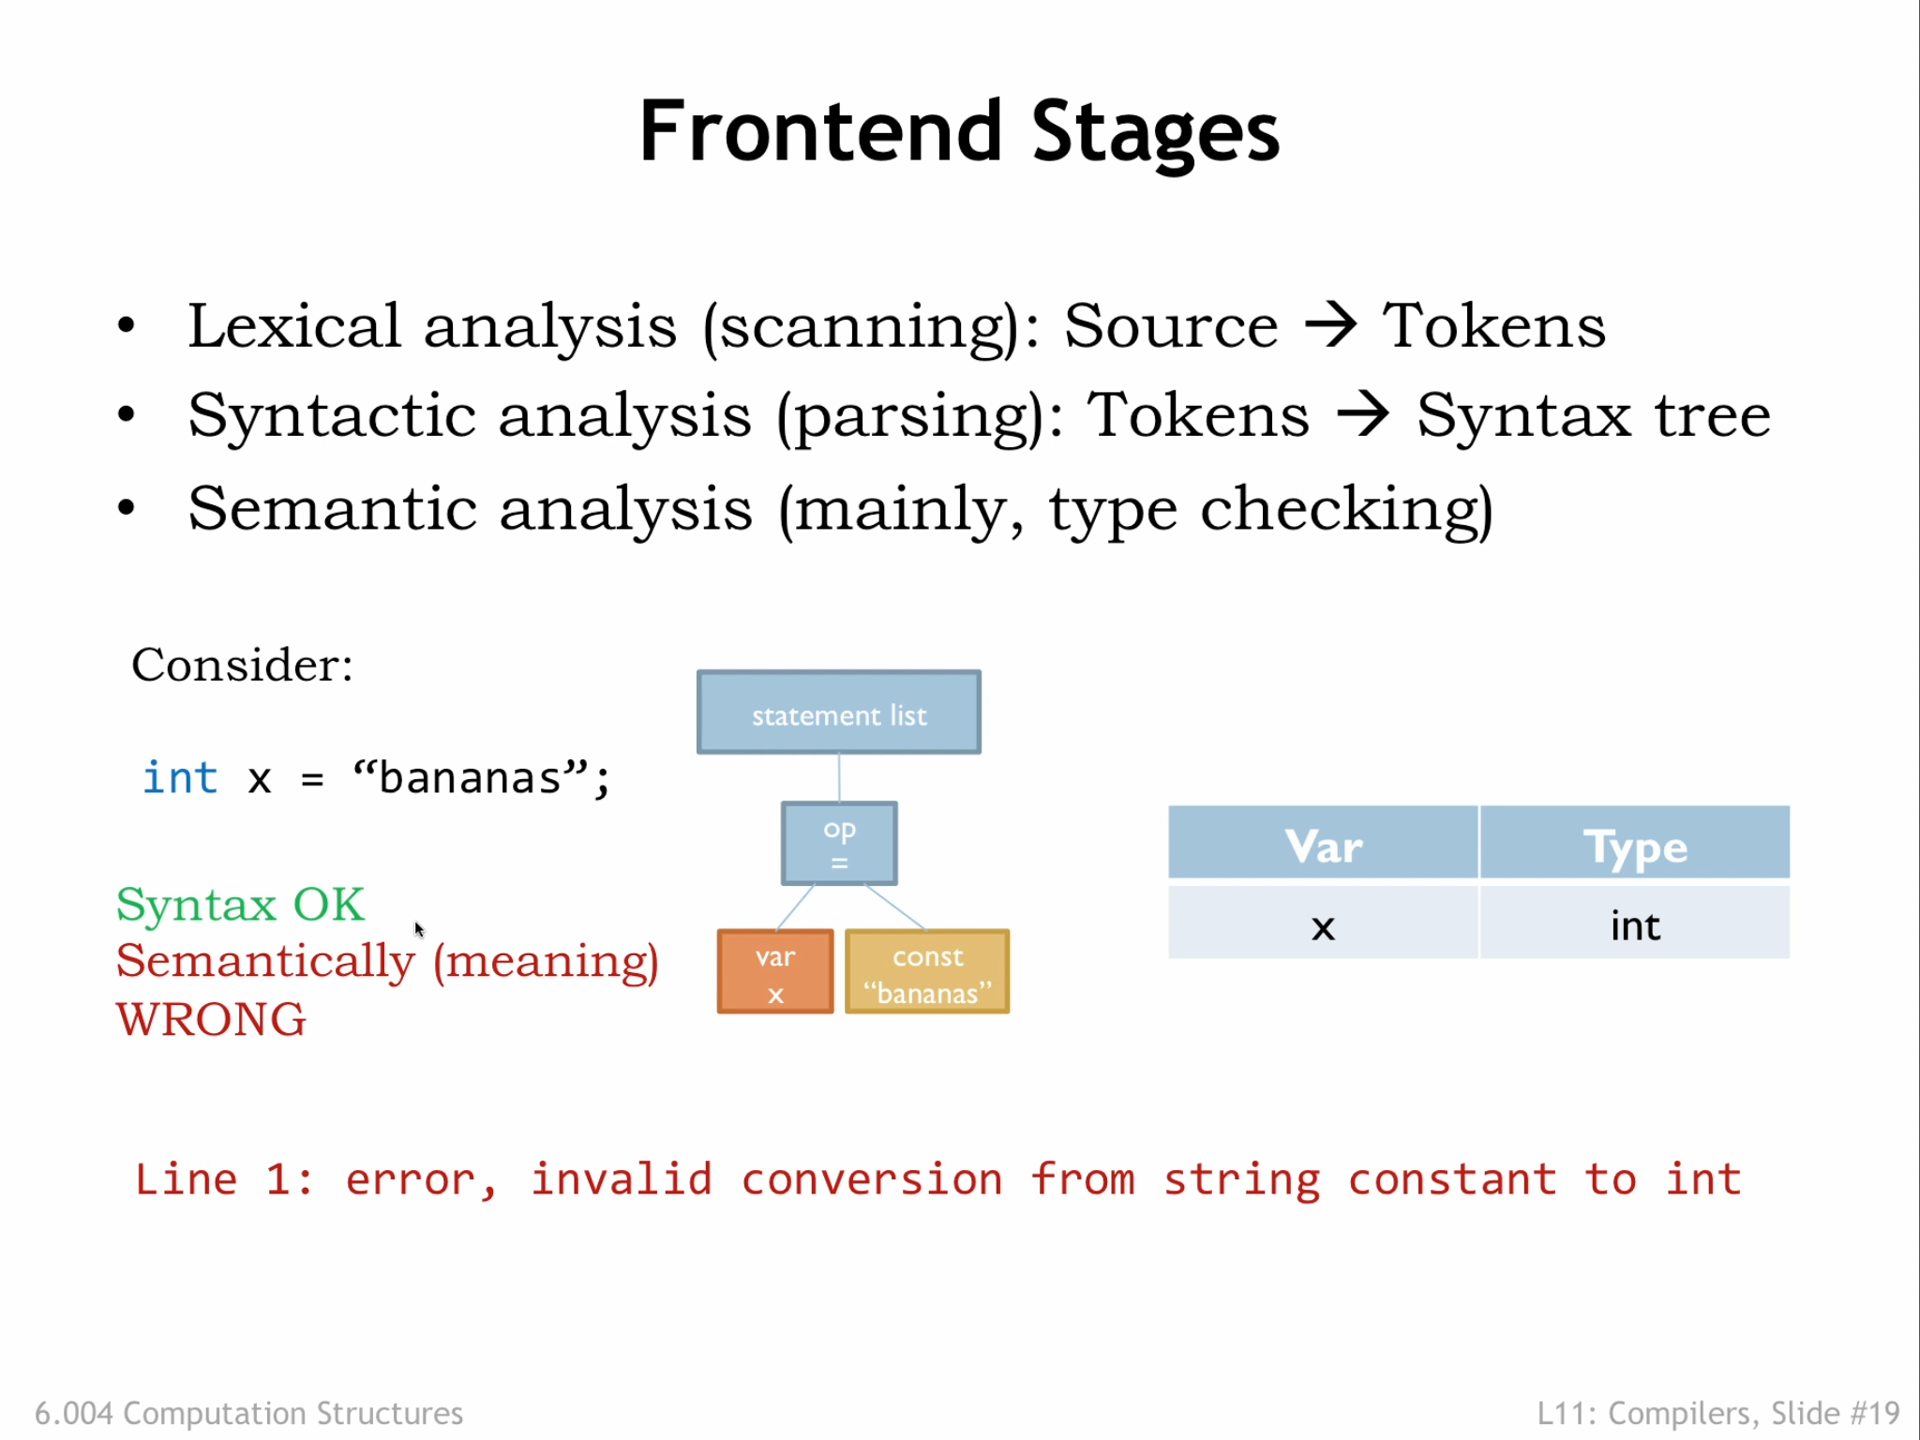 Frontend Stages
• Lexical analysis (scanning): Source → Tokens
• Syntactic analysis (parsing): Tokens → Syntax tree
• Semantic analysis (mainly, type checking)
Consider:
int x = “bananas”;
Syntax OK
Semantically (meaning)
WRONG
statement list
op
=
var
x
const
“bananas”
Var Type
x int
Line 1: error, invalid conversion from string constant to int
6.004 Computation Structures
L11: Compilers, Slide #19